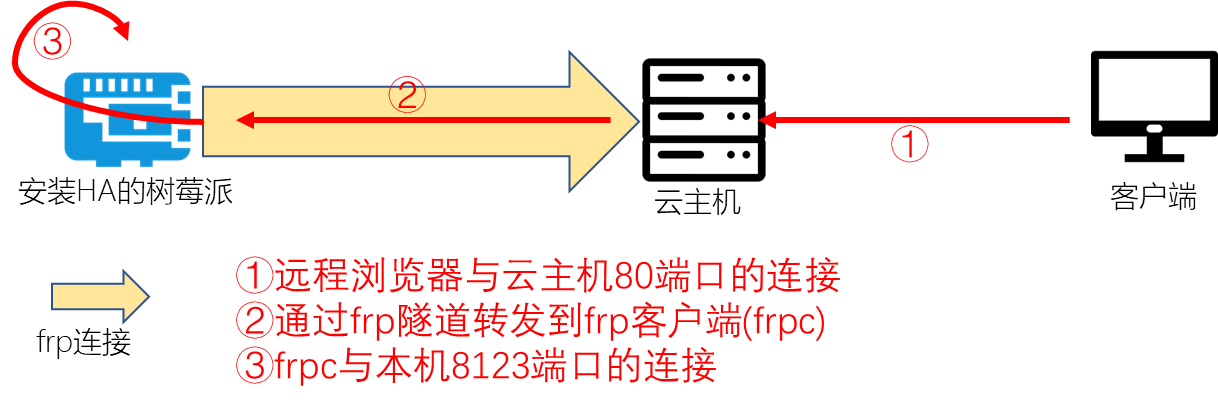 ③
②
①
安装HA的树莓派
云主机
客户端
frp连接
①远程浏览器与云主机80端口的连接
②通过frp隧道转发到frp客户端(frpc)
③frpc与本机8123端口的连接